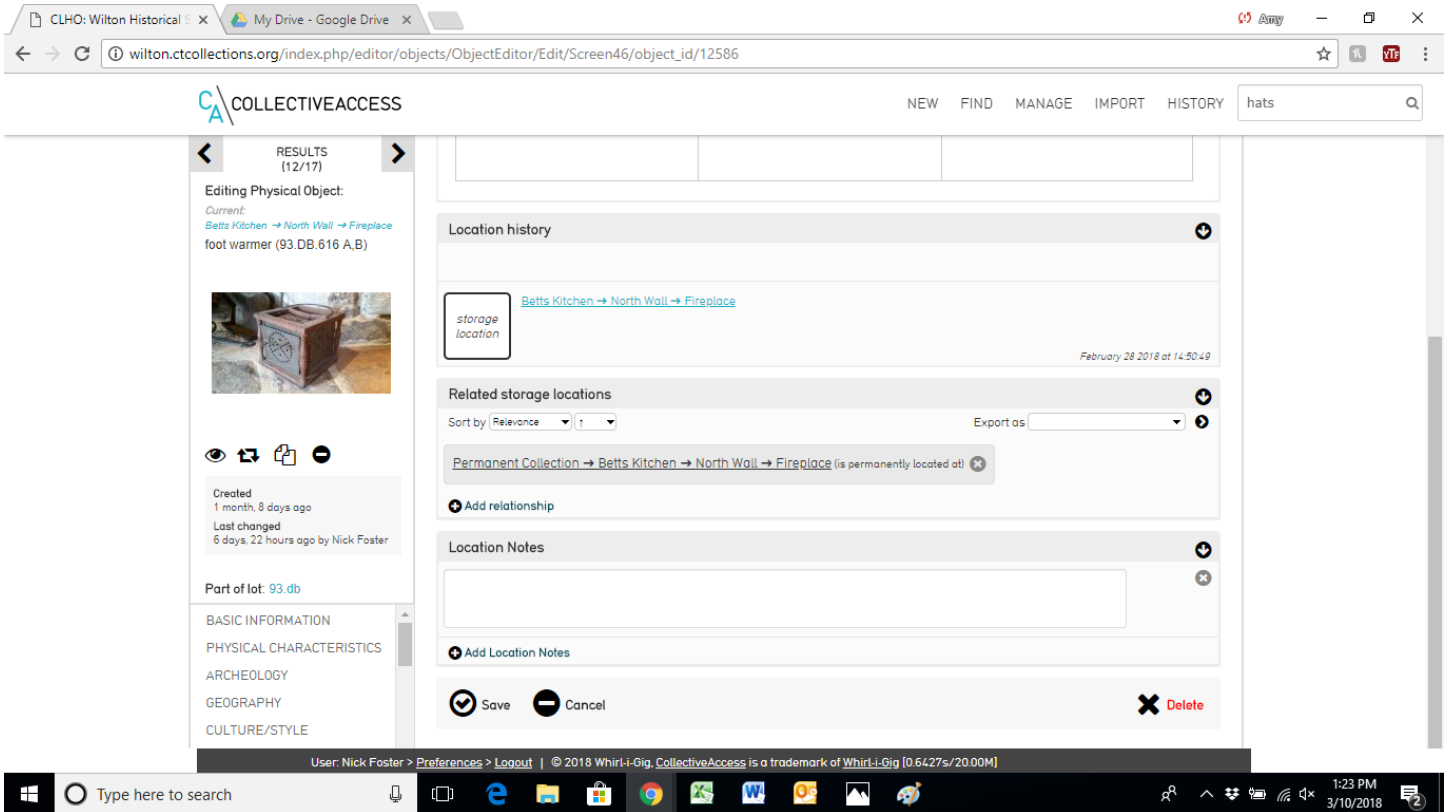 CLHO: Wilton Historical S
My Drive - Google Drive
Amy
wilton.ctcollections.org/index.php/editor/objects/ObjectEditor/Edit/Screen46/object_id/12586
YTF
CA COLLECTIVEACCESS
NEW FIND MANAGE IMPORT HISTORY hats
RESULTS
(12/17)
Editing Physical Object:
Current:
Betts Kitchen ➔ North Wall ➔ Fireplace
foot warmer (93.DB.616 A,B)
Created
1 month, 8 days ago
Last changed
6 days, 22 hours ago by Nick Foster
Part of lot: 93.db
BASIC INFORMATION
PHYSICAL CHARACTERISTICS
ARCHEOLOGY
GEOGRAPHY
CULTURE/STYLE
Location history
storage
location
Betts Kitchen ➔ North Wall ➔ Fireplace
February 28 2018 at 14:50:49
Related storage locations
Sort by Relevance ↑
Export as
Permanent Collection ➔ Betts Kitchen ➔ North Wall ➔ Fireplace (is permanently located at)
Add relationship
Location Notes
Add Location Notes
Save Cancel Delete
User: Nick Foster > Preferences > Logout | © 2018 Whirl-i-Gig, CollectiveAccess is a trademark of Whirl-i-Gig [0.6427s/20.00M]
Type here to search
1:23 PM
3/10/2018
2